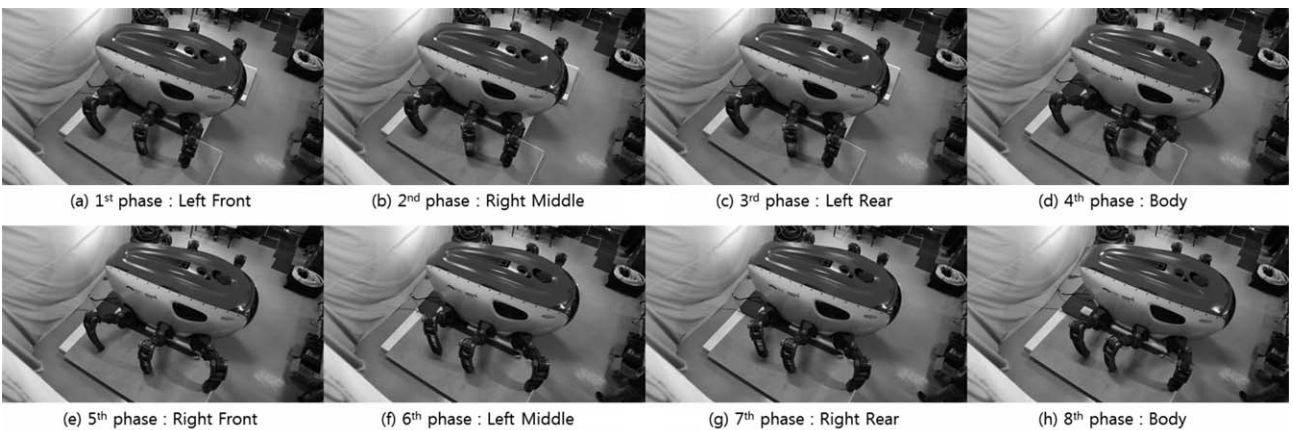 (a) 1st phase : Left Front
(b) 2nd phase : Right Middle
(c) 3rd phase : Left Rear
(d) 4th phase : Body
(e) 5th phase : Right Front
(f) 6th phase : Left Middle
(g) 7th phase : Right Rear
(h) 8th phase : Body